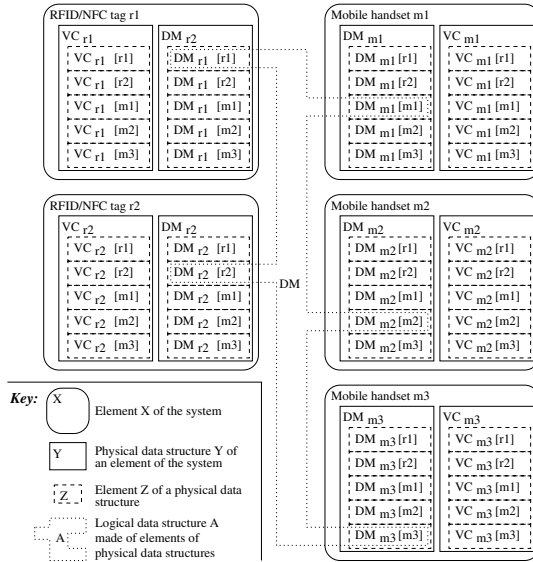 RFID/NFC tag r1
VC r1
VC r1 [r1]
VC r1 [r2]
VC r1 [m1]
VC r1 [m2]
VC r1 [m3]
DM r2
DM r1 [r1]
DM r1 [r2]
DM r1 [m1]
DM r1 [m2]
DM r1 [m3]
Mobile handset m1
DM m1
DM m1 [r1]
DM m1 [r2]
DM m1 [m1]
DM m1 [m2]
DM m1 [m3]
VC m1
VC m1 [r1]
VC m1 [r2]
VC m1 [m1]
VC m1 [m2]
VC m1 [m3]
RFID/NFC tag r2
VC r2
VC r2 [r1]
VC r2 [r2]
VC r2 [m1]
VC r2 [m2]
VC r2 [m3]
DM r2
DM r2 [r1]
DM r2 [r2]
DM r2 [m1]
DM r2 [m2]
DM r2 [m3]
DM
Mobile handset m2
DM m2
DM m2 [r1]
DM m2 [r2]
DM m2 [m1]
DM m2 [m2]
DM m2 [m3]
VC m2
VC m2 [r1]
VC m2 [r2]
VC m2 [m1]
VC m2 [m2]
VC m2 [m3]
Mobile handset m3
DM m3
DM m3 [r1]
DM m3 [r2]
DM m3 [m1]
DM m3 [m2]
DM m3 [m3]
VC m3
VC m3 [r1]
VC m3 [r2]
VC m3 [m1]
VC m3 [m2]
VC m3 [m3]
Key:
X
Element X of the system
Y
Physical data structure Y of
an element of the system
Z
Element Z of a physical data
structure
A
Logical data structure A
made of elements of
physical data structures